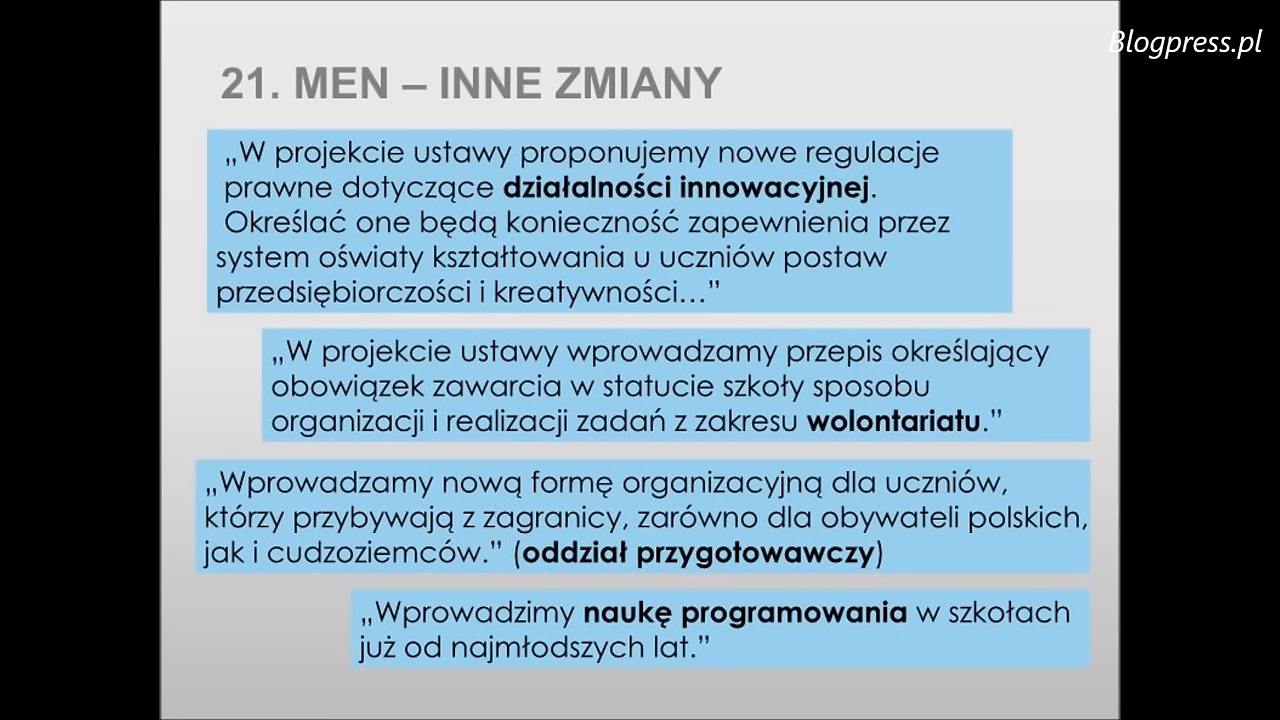 Blogpress.pl
21. MEN – INNE ZMIANY
„W projekcie ustawy proponujemy nowe regulacje
prawne dotyczące działalności innowacyjnej.
Określać one będą konieczność zapewnienia przez
system oświaty kształtowania u uczniów postaw
przedsiębiorczości i kreatywności…”
„W projekcie ustawy wprowadzamy przepis określający
obowiązek zawarcia w statucie szkoły sposobu
organizacji i realizacji zadań z zakresu wolontariatu.”
„Wprowadzamy nową formę organizacyjną dla uczniów,
którzy przybywają z zagranicy, zarówno dla obywateli polskich,
jak i cudzoziemców.” (oddział przygotowawczy)
„Wprowadzimy naukę programowania w szkołach
już od najmłodszych lat.”